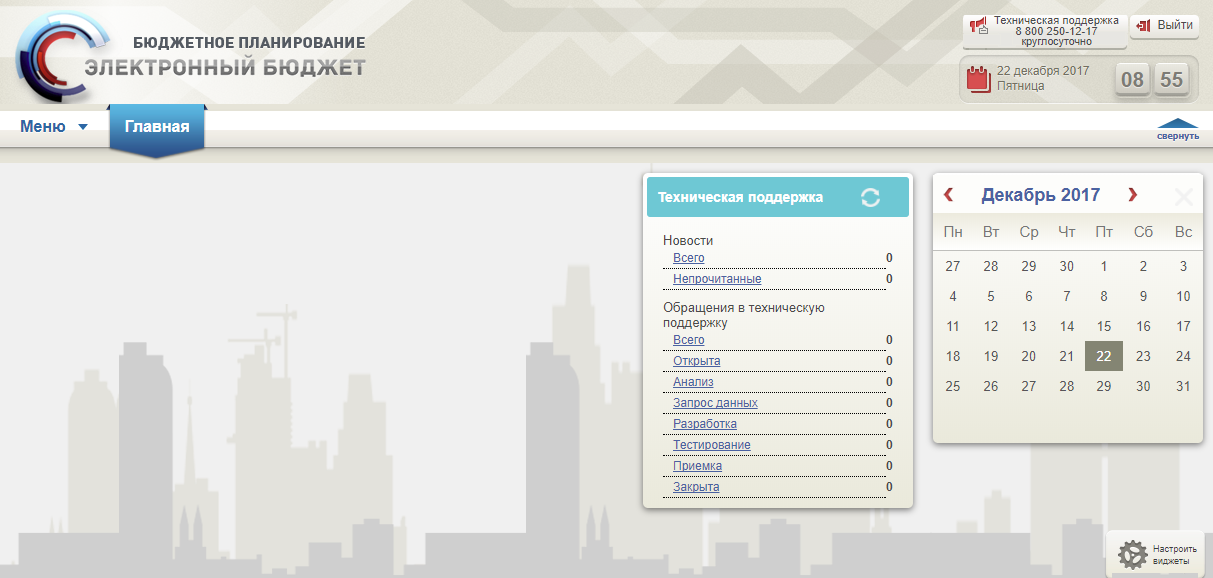 БЮДЖЕТНОЕ ПЛАНИРОВАНИЕ
ЭЛЕКТРОННЫЙ БЮДЖЕТ
Техническая поддержка
8 800 250-12-17
круглосуточно
Выйти
22 декабря 2017
Пятница
08 55
Меню
Главная
свернуть
Техническая поддержка
Новости
Всего 0
Непрочитанные 0
Обращения в техническую
поддержку
Всего 0
Открыта 0
Анализ 0
Запрос данных 0
Разработка 0
Тестирование 0
Приемка 0
Закрыта 0
Декабрь 2017
Пн Вт Ср Чт Пт Сб Вс
27 28 29 30 1 2 3
4 5 6 7 8 9 10
11 12 13 14 15 16 17
18 19 20 21 22 23 24
25 26 27 28 29 30 31
Настроить
виджеты